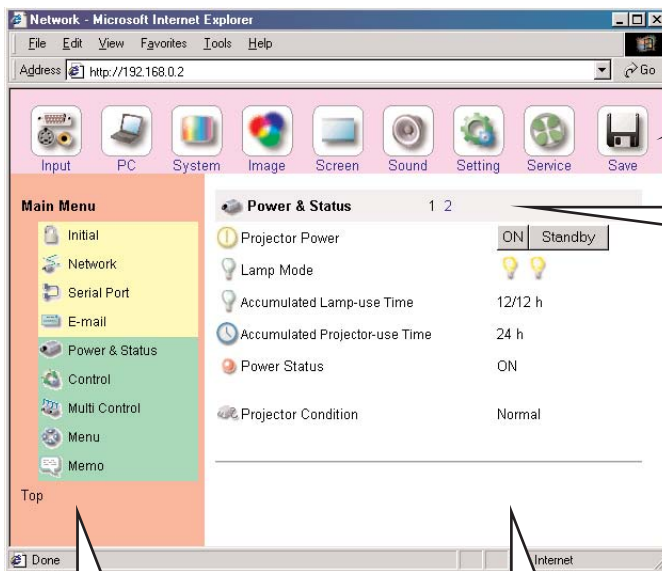 Network - Microsoft Internet Explorer
File Edit View Favorites Tools Help
Address http://192.168.0.2 Go
Input PC System Image Screen Sound Setting Service Save
Main Menu
Initial
Network
Serial Port
E-mail
Power & Status
Control
Multi Control
Menu
Memo
Top
Power & Status 1 2
Projector Power ON Standby
Lamp Mode
Accumulated Lamp-use Time 12/12 h
Accumulated Projector-use Time 24 h
Power Status ON
Projector Condition Normal
Done Internet